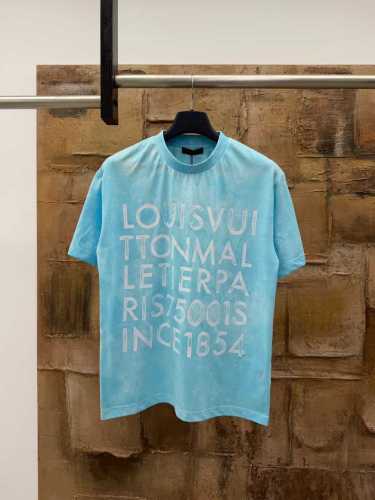 LOUISVUI
TTONMAL
LETIERPA
RIS75001S
INCE1854